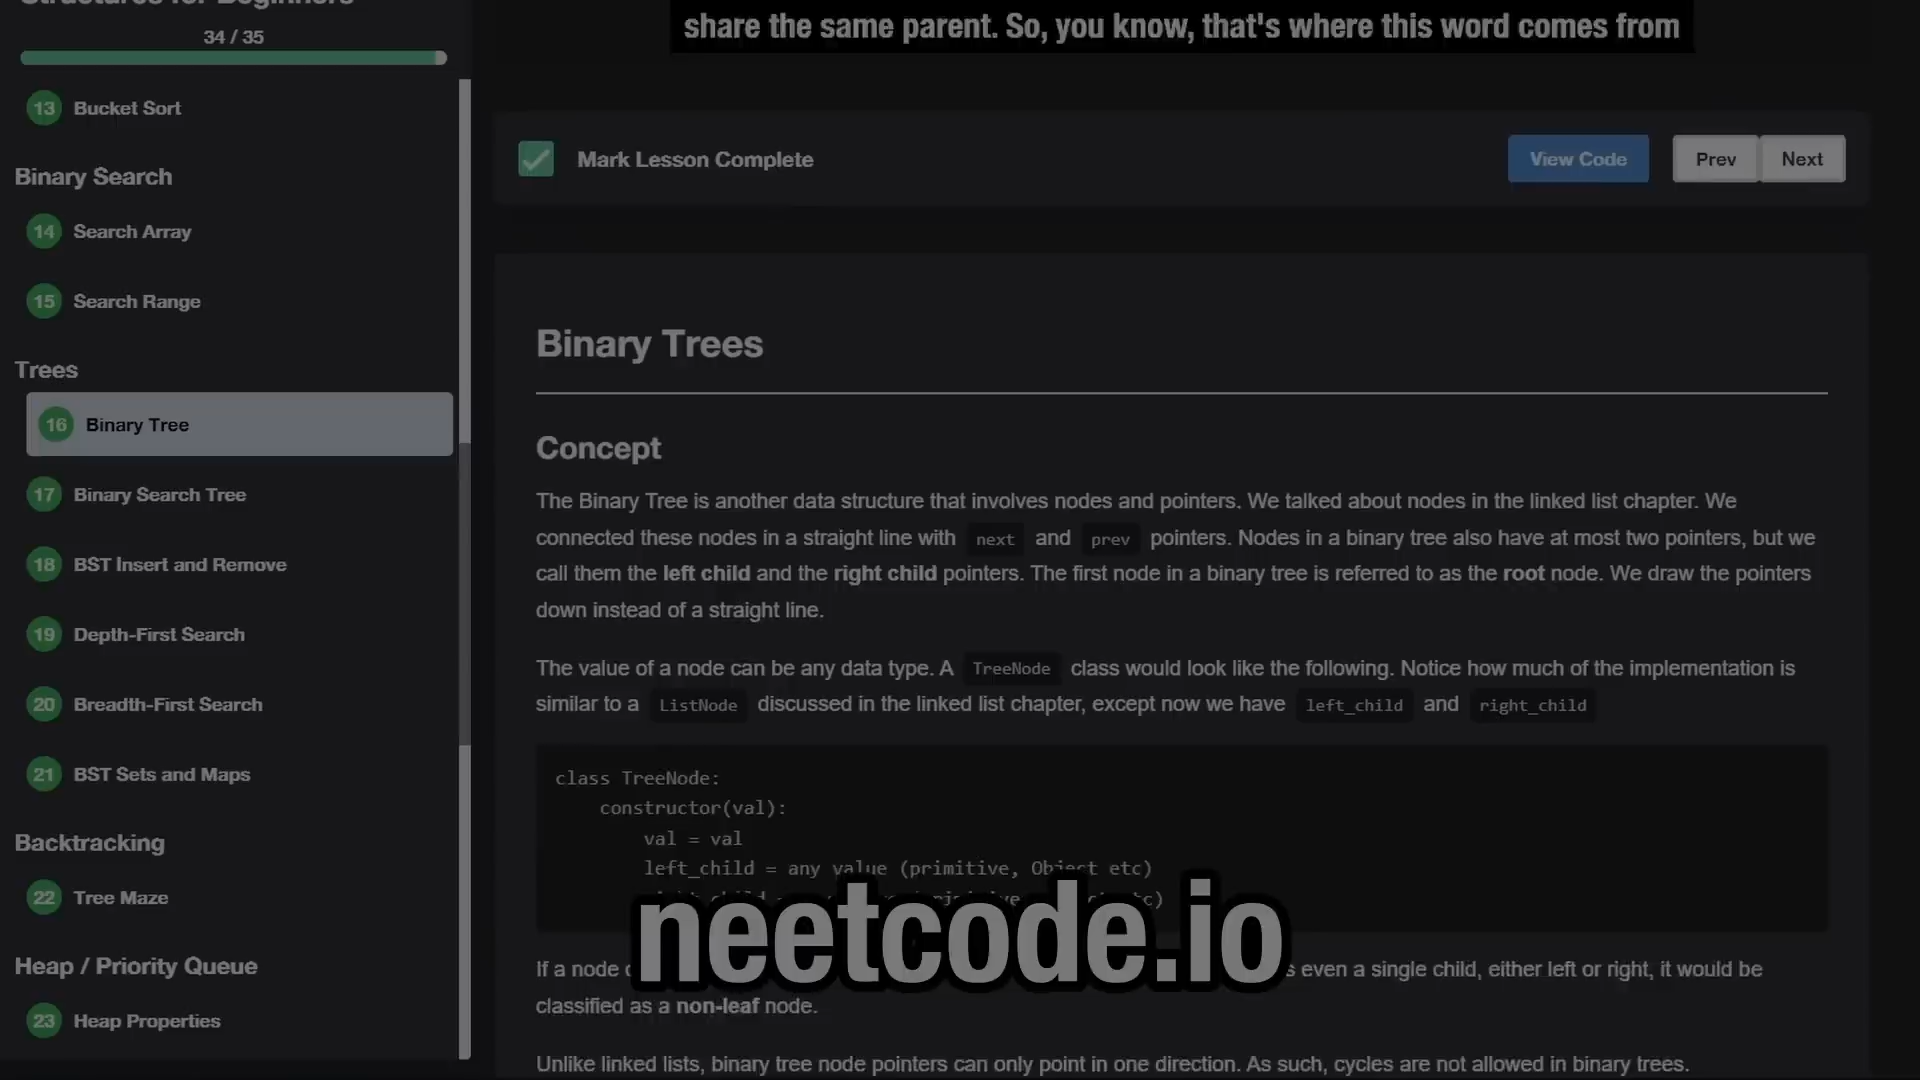 34 / 35
13 Bucket Sort
Binary Search
14 Search Array
15 Search Range
Trees
16 Binary Tree
17 Binary Search Tree
18 BST Insert and Remove
19 Depth-First Search
20 Breadth-First Search
21 BST Sets and Maps
Backtracking
22 Tree Maze
Heap / Priority Queue
23 Heap Properties
share the same parent. So, you know, that's where this word comes from
Mark Lesson Complete
View Code
Prev
Next
Binary Trees
Concept
The Binary Tree is another data structure that involves nodes and pointers. We talked about nodes in the linked list chapter. We
connected these nodes in a straight line with next and prev pointers. Nodes in a binary tree also have at most two pointers, but we
call them the left child and the right child pointers. The first node in a binary tree is referred to as the root node. We draw the pointers
down instead of a straight line.
The value of a node can be any data type. A TreeNode class would look like the following. Notice how much of the implementation is
similar to a ListNode discussed in the linked list chapter, except now we have left_child and right_child
class TreeNode:
constructor(val):
val = val
left_child = any value (primitive, Object etc)
neetcode.io
If a node even a single child, either left or right, it would be
classified as a non-leaf node.
Unlike linked lists, binary tree node pointers can only point in one direction. As such, cycles are not allowed in binary trees.